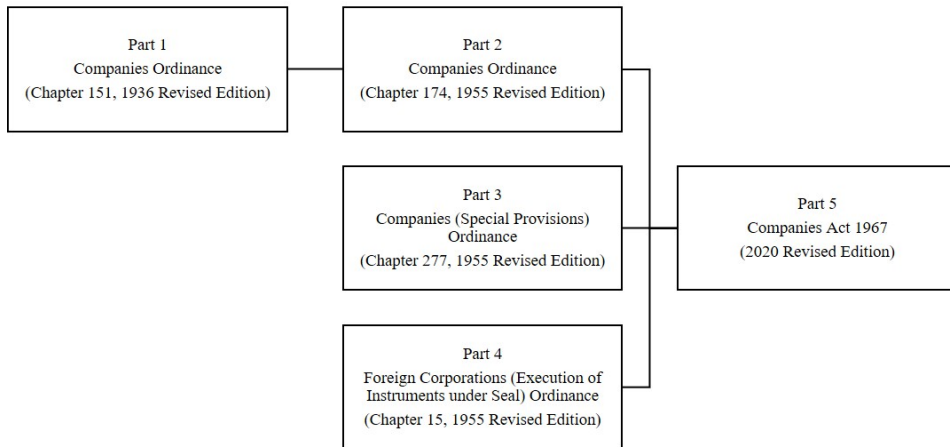 Part 1
Companies Ordinance
(Chapter 151, 1936 Revised Edition)
Part 2
Companies Ordinance
(Chapter 174, 1955 Revised Edition)
Part 3
Companies (Special Provisions)
Ordinance
(Chapter 277, 1955 Revised Edition)
Part 4
Foreign Corporations (Execution of
Instruments under Seal) Ordinance
(Chapter 15, 1955 Revised Edition)
Part 5
Companies Act 1967
(2020 Revised Edition)